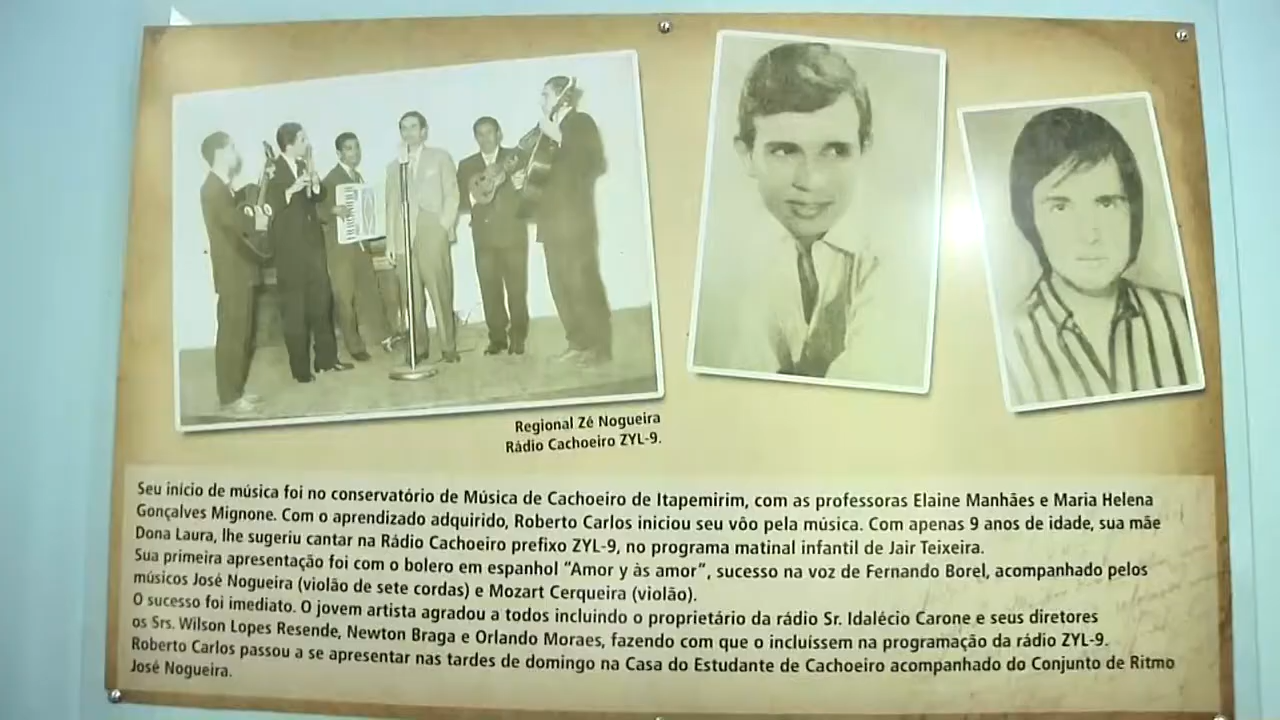 Regional Zé Nogueira
Rádio Cachoeiro ZYL-9.
Seu início de música foi no conservatório de Música de Cachoeiro de Itapemirim, com as professoras Elaine Manhães e Maria Helena
Gonçalves Mignone. Com o aprendizado adquirido, Roberto Carlos iniciou seu vôo pela música. Com apenas 9 anos de idade, sua mãe
Dona Laura, lhe sugeriu cantar na Rádio Cachoeiro prefixo ZYL-9, no programa matinal infantil de Jair Teixeira.
Sua primeira apresentação foi com o bolero em espanhol "Amor y às amor", sucesso na voz de Fernando Borel, acompanhado pelos
músicos José Nogueira (violão de sete cordas) e Mozart Cerqueira (violão).
O sucesso foi imediato. O jovem artista agradou a todos incluindo o proprietário da rádio Sr. Idalécio Carone e seus diretores
os Srs. Wilson Lopes Resende, Newton Braga e Orlando Moraes, fazendo com que o incluíssem na programação da rádio ZYL-9.
Roberto Carlos passou a se apresentar nas tardes de domingo na Casa do Estudante de Cachoeiro acompanhado do Conjunto de Ritmo
José Nogueira.